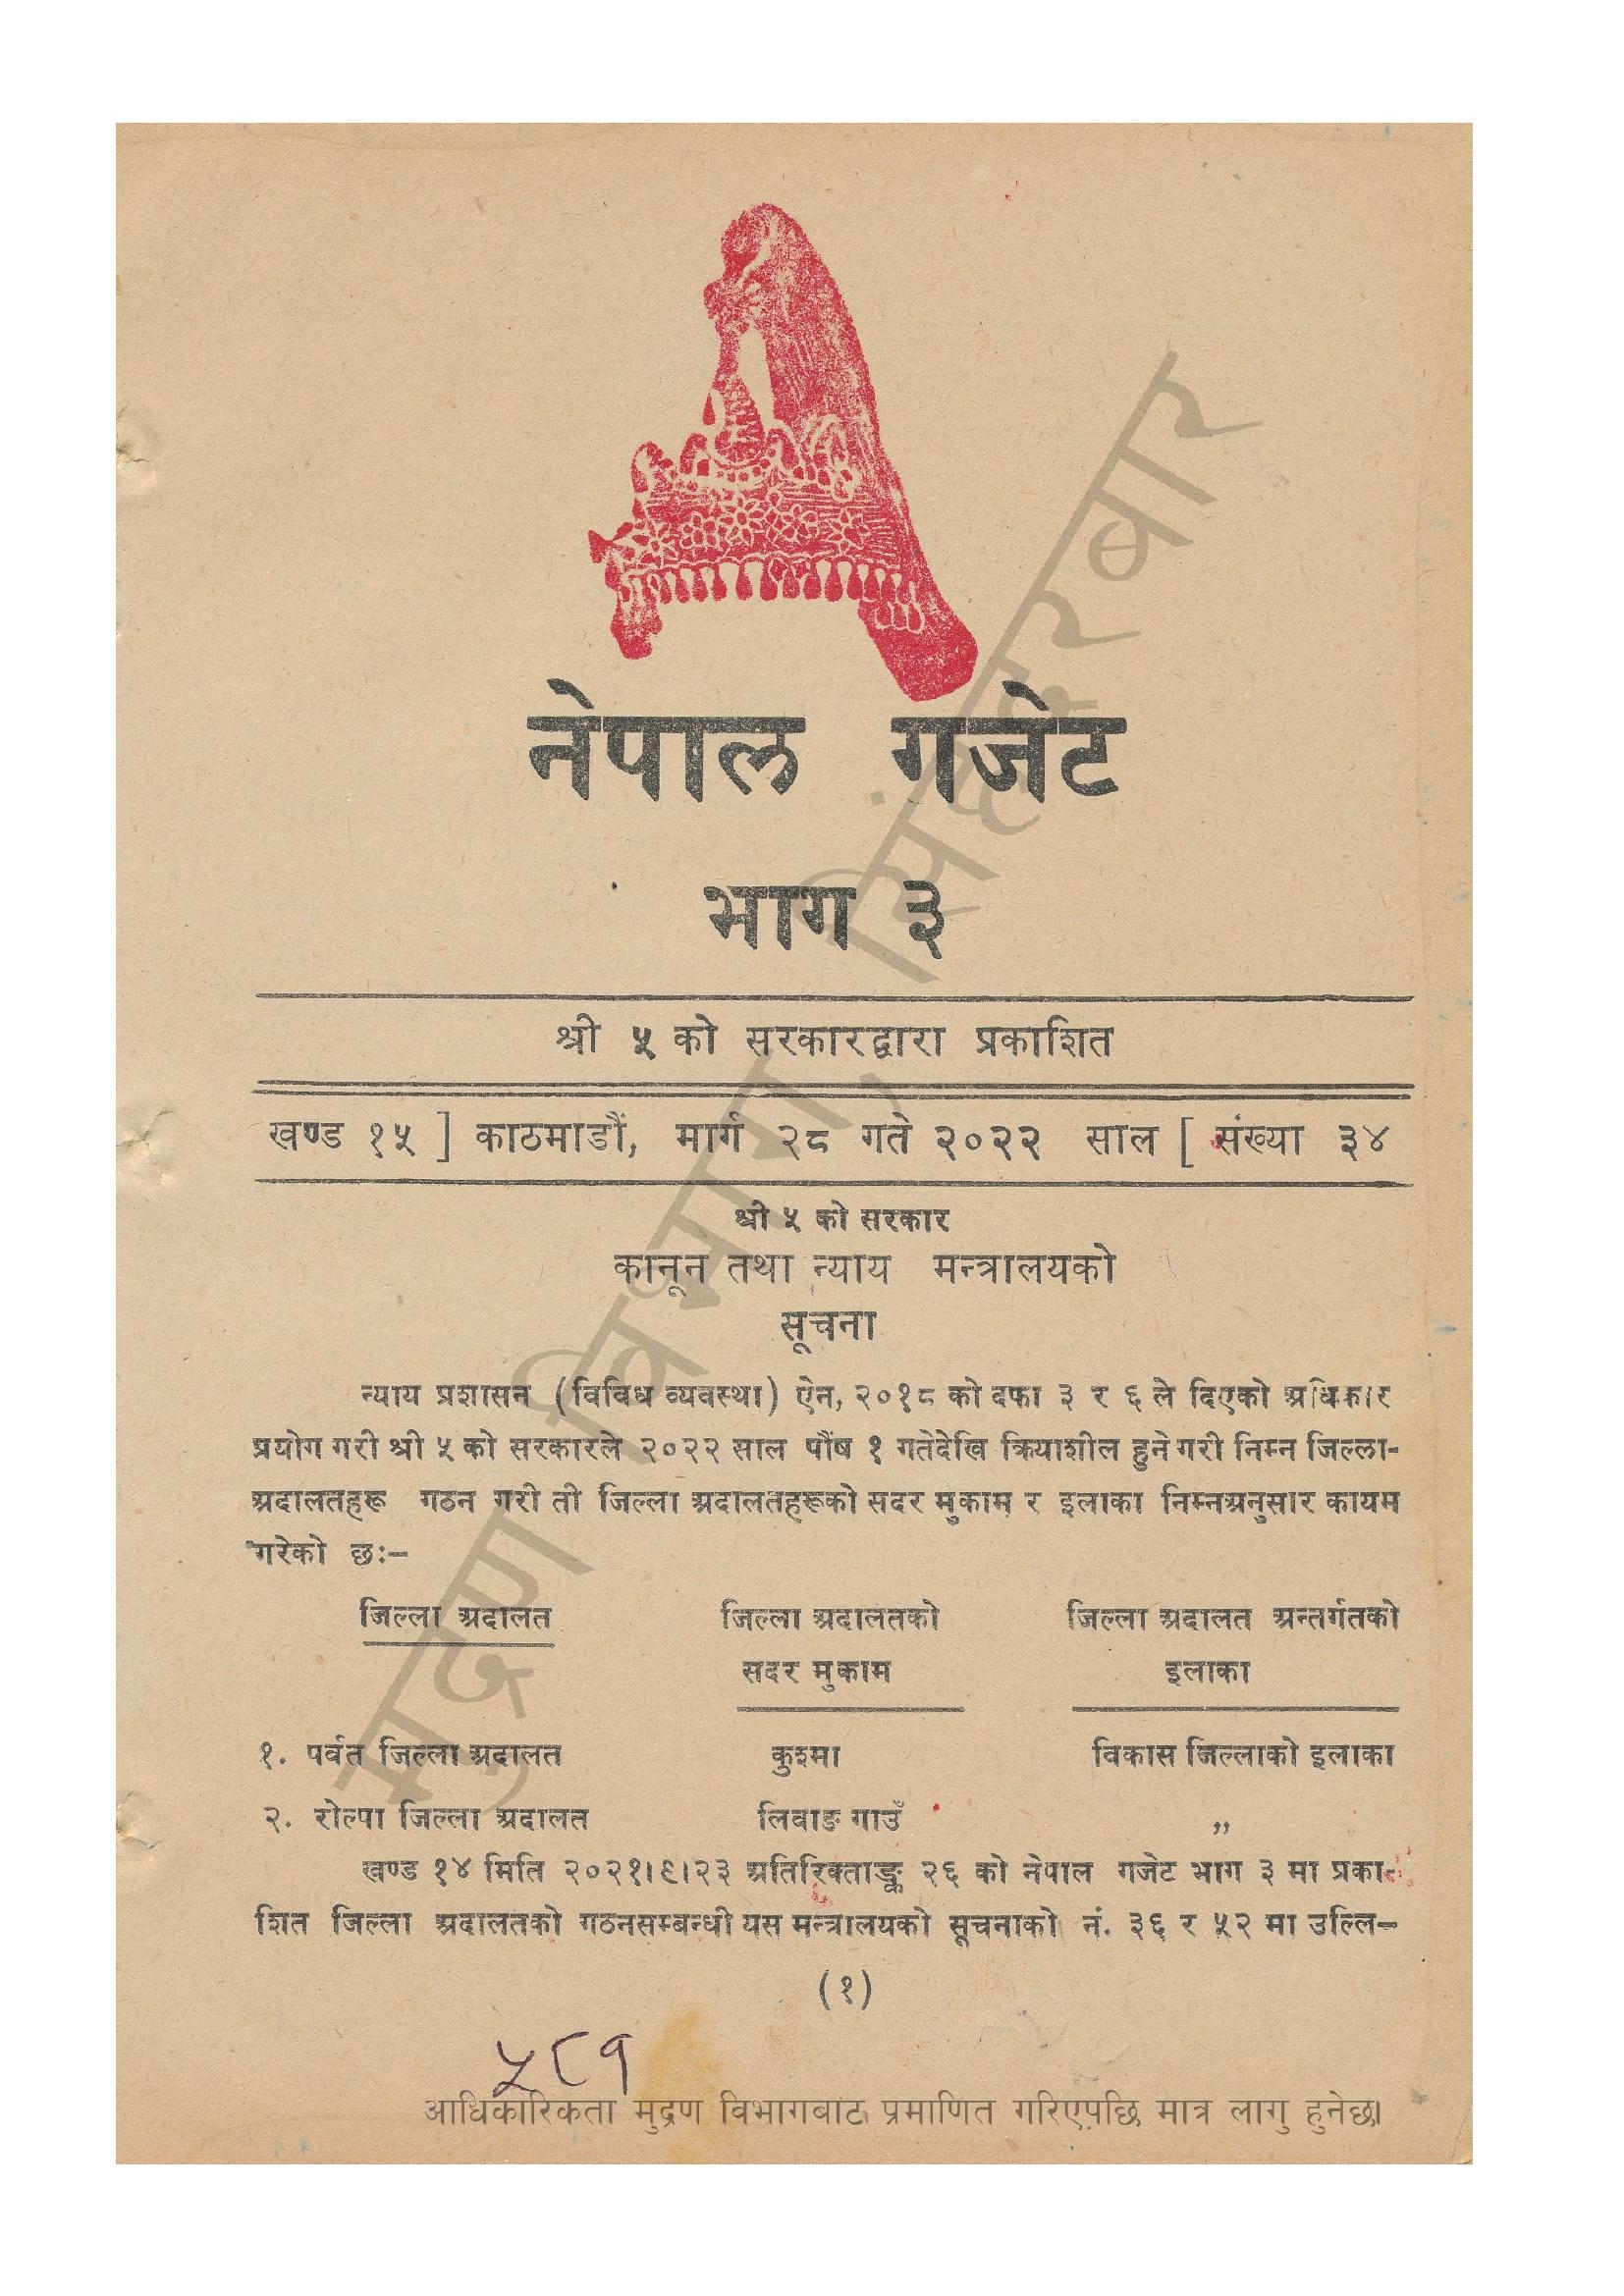 नेपाल गजेट
भाग ३
श्री ५ को सरकारद्वारा प्रकाशित
खण्ड १५ ] काठमाडौं, मार्ग २८ गते २०२२ साल [ संख्या ३४
श्री ५ को सरकार
कानून तथा न्याय मन्त्रालयको
सूचना
न्याय प्रशासन (विविध व्यवस्था) ऐन, २०१८ को दफा ३ र ६ ले दिएको अधिकार
प्रयोग गरी श्री ५ को सरकारले २०२२ साल पौष १ गतेदेखि क्रियाशील हुने गरी निम्न जिल्ला-
अदालतहरू गठन गरी ती जिल्ला अदालतहरूको सदर मुकाम र इलाका निम्नअनुसार कायम
गरेको छः–
जिल्ला अदालत जिल्ला अदालतको जिल्ला अदालत अन्तर्गतको
सदर मुकाम इलाका
१. पर्वत जिल्ला अदालत कुश्मा विकास जिल्लाको इलाका
२. रोल्पा जिल्ला अदालत लिवाङ गाउँ ,,
खण्ड १४ मिति २०२१।९।२३ अतिरिक्ताङ्क २६ को नेपाल गजेट भाग ३ मा प्रका-
शित जिल्ला अदालतको गठनसम्बन्धी यस मन्त्रालयको सूचनाको नं. ३६ र ५२ मा उल्लि–
(१)
५८१
आधिकारिकता मुद्रण विभागबाट प्रमाणित गरिएपछि मात्र लागु हुनेछ।
मुद्रण विभाग, सिंहदरबार